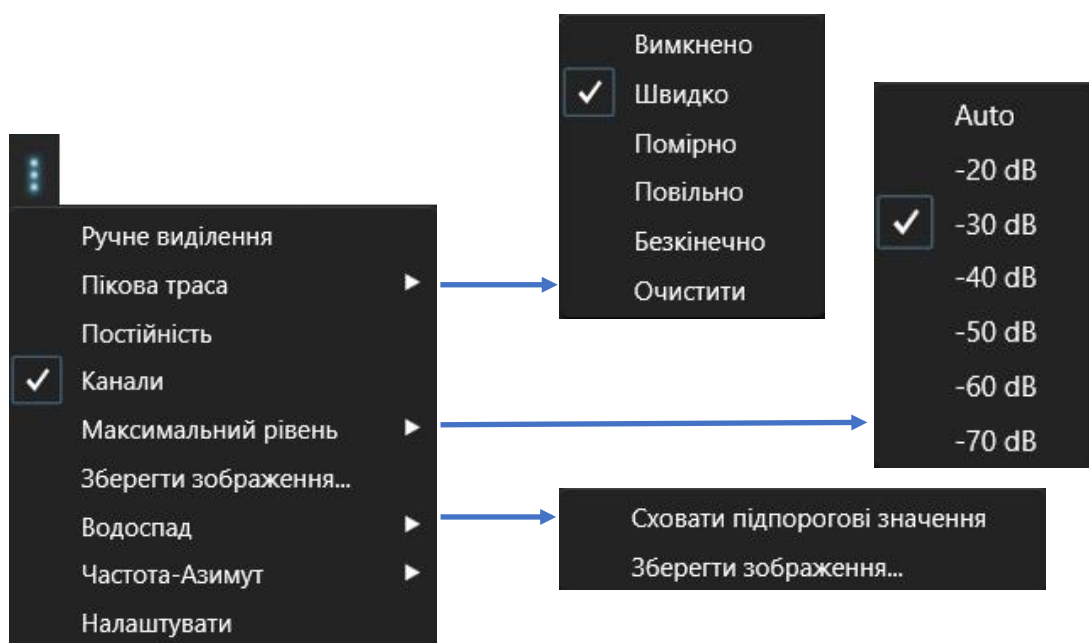 Вимкнено
Швидко
Помірно
Повільно
Безкінечно
Очистити
Auto
-20 dB
-30 dB
-40 dB
-50 dB
-60 dB
-70 dB
Ручне виділення
Пікова траса
Постійність
Канали
Максимальний рівень
Зберегти зображення...
Водоспад
Частота-Азимут
Налаштувати
Сховати підпорогові значення
Зберегти зображення...